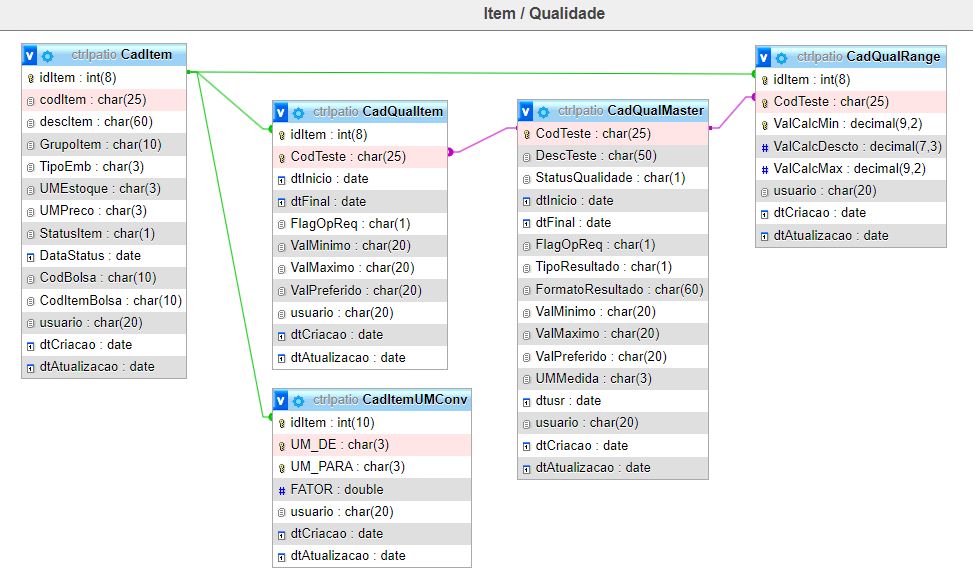 Item / Qualidade
v ctrlpatio CadItem
idItem : int(8)
codItem : char(25)
descItem : char(60)
GrupoItem : char(10)
TipoEmb : char(3)
UMEstoque : char(3)
UMPreco : char(3)
StatusItem : char(1)
DataStatus : date
CodBolsa : char(10)
CodItemBolsa : char(10)
usuario : char(20)
dtCriacao : date
dtAtualizacao : date
v ctrlpatio CadQualItem
idItem : int(8)
CodTeste : char(25)
dtInicio : date
dtFinal : date
FlagOpReq : char(1)
ValMinimo : char(20)
ValMaximo : char(20)
ValPreferido : char(20)
usuario : char(20)
dtCriacao : date
dtAtualizacao : date
v ctrlpatio CadItemUMConv
idItem : int(10)
UM_DE : char(3)
UM_PARA : char(3)
# FATOR : double
usuario : char(20)
dtCriacao : date
dtAtualizacao : date
v ctrlpatio CadQualMaster
CodTeste : char(25)
DescTeste : char(50)
StatusQualidade : char(1)
dtInicio : date
dtFinal : date
FlagOpReq : char(1)
TipoResultado : char(1)
FormatoResultado : char(60)
ValMinimo : char(20)
ValMaximo : char(20)
ValPreferido : char(20)
UMMedida : char(3)
dtusr : date
usuario : char(20)
dtCriacao : date
dtAtualizacao : date
v ctrlpatio CadQualRange
idItem : int(8)
CodTeste : char(25)
ValCalcMin : decimal(9,2)
# ValCalcDescto : decimal(7,3)
# ValCalcMax : decimal(9,2)
usuario : char(20)
dtCriacao : date
dtAtualizacao : date